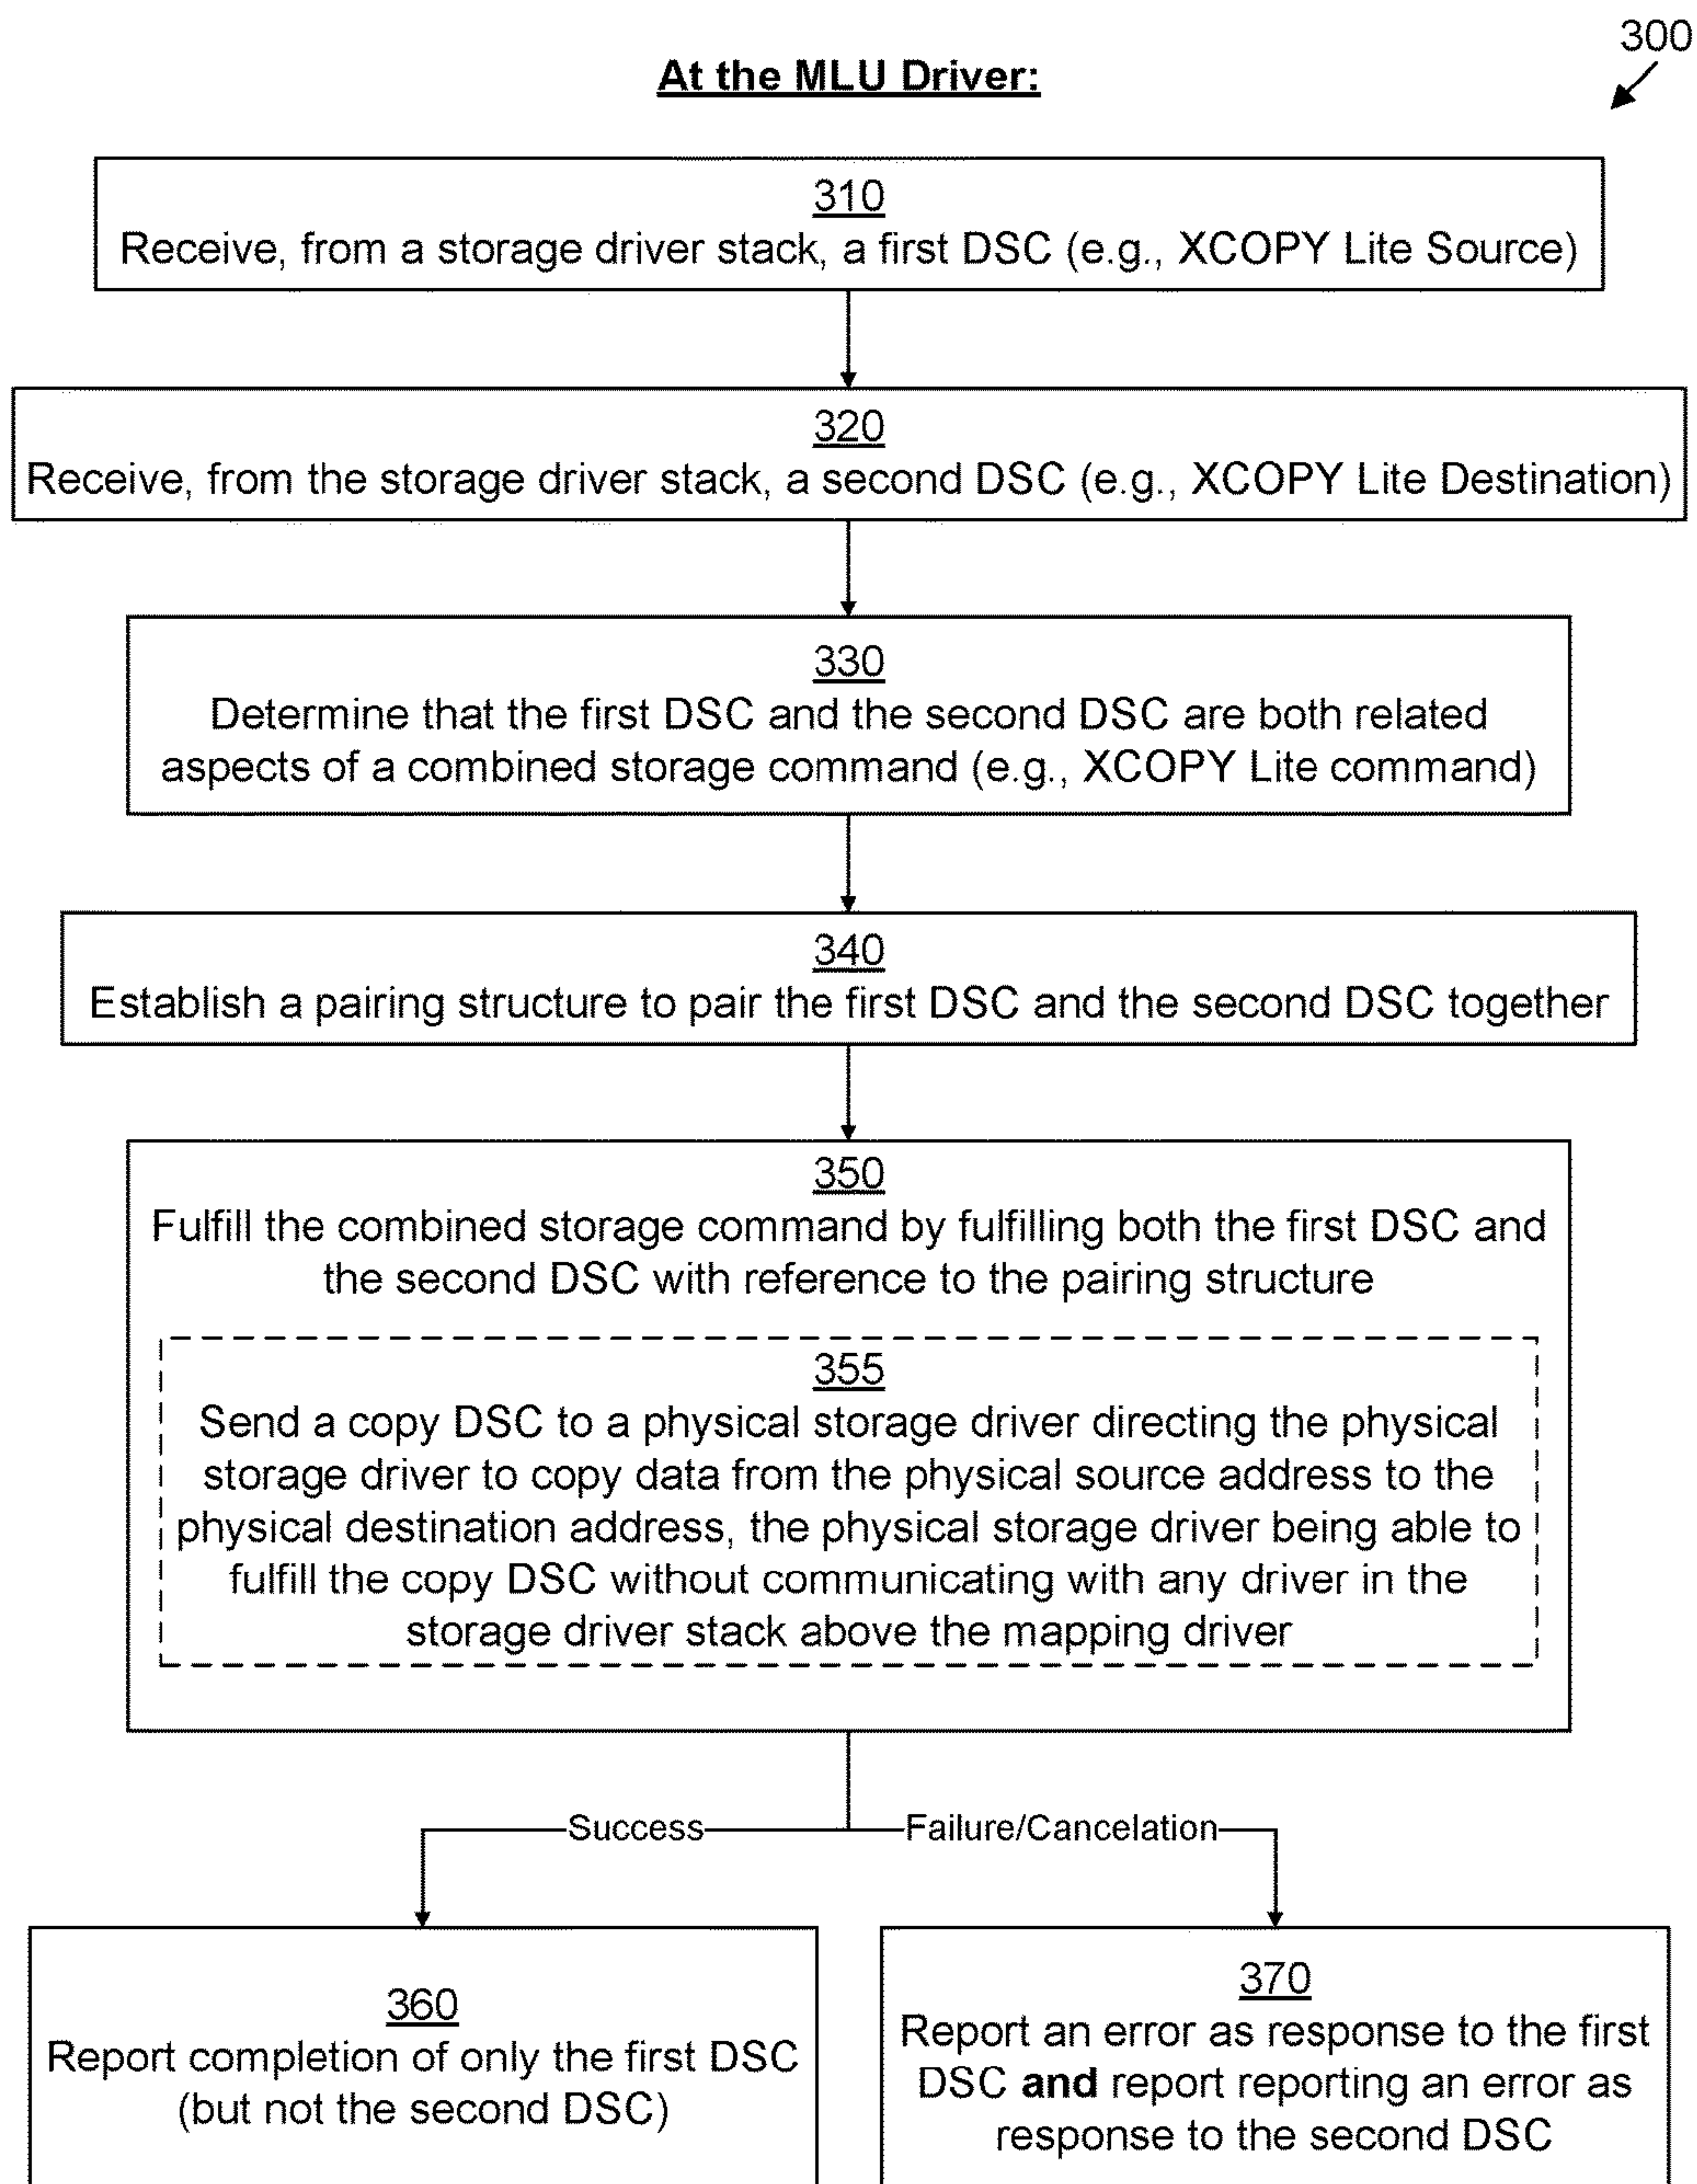 300
At the MLU Driver:
310
Receive, from a storage driver stack, a first DSC (e.g., XCOPY Lite Source)
320
Receive, from the storage driver stack, a second DSC (e.g., XCOPY Lite Destination)
330
Determine that the first DSC and the second DSC are both related
aspects of a combined storage command (e.g., XCOPY Lite command)
340
Establish a pairing structure to pair the first DSC and the second DSC together
350
Fulfill the combined storage command by fulfilling both the first DSC and
the second DSC with reference to the pairing structure
355
Send a copy DSC to a physical storage driver directing the physical
storage driver to copy data from the physical source address to the
physical destination address, the physical storage driver being able to
fulfill the copy DSC without communicating with any driver in the
storage driver stack above the mapping driver
Success
Failure/Cancelation
360
Report completion of only the first DSC
(but not the second DSC)
370
Report an error as response to the first
DSC and report reporting an error as
response to the second DSC